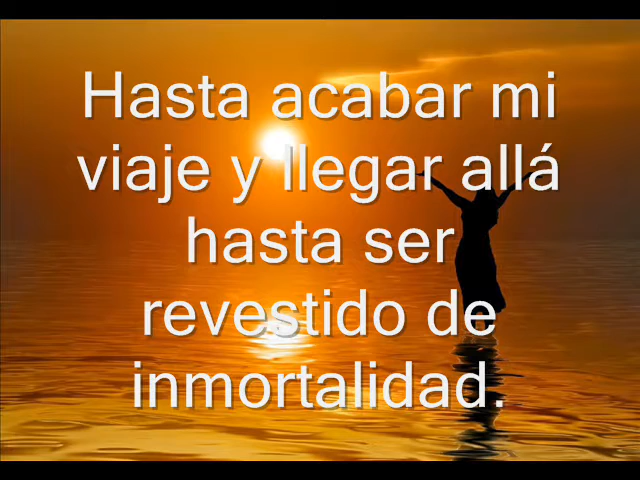 Hasta acabar mi
viaje y llegar allá
hasta ser
revestido de
inmortalidad.